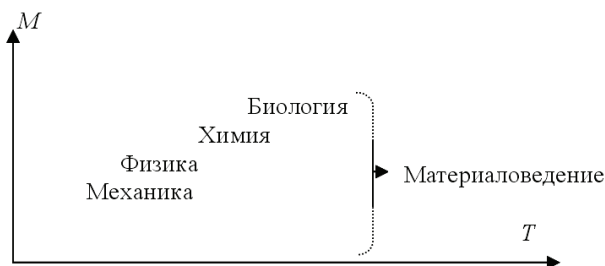 M
Биология
Химия
Физика
Механика
Материаловедение
T